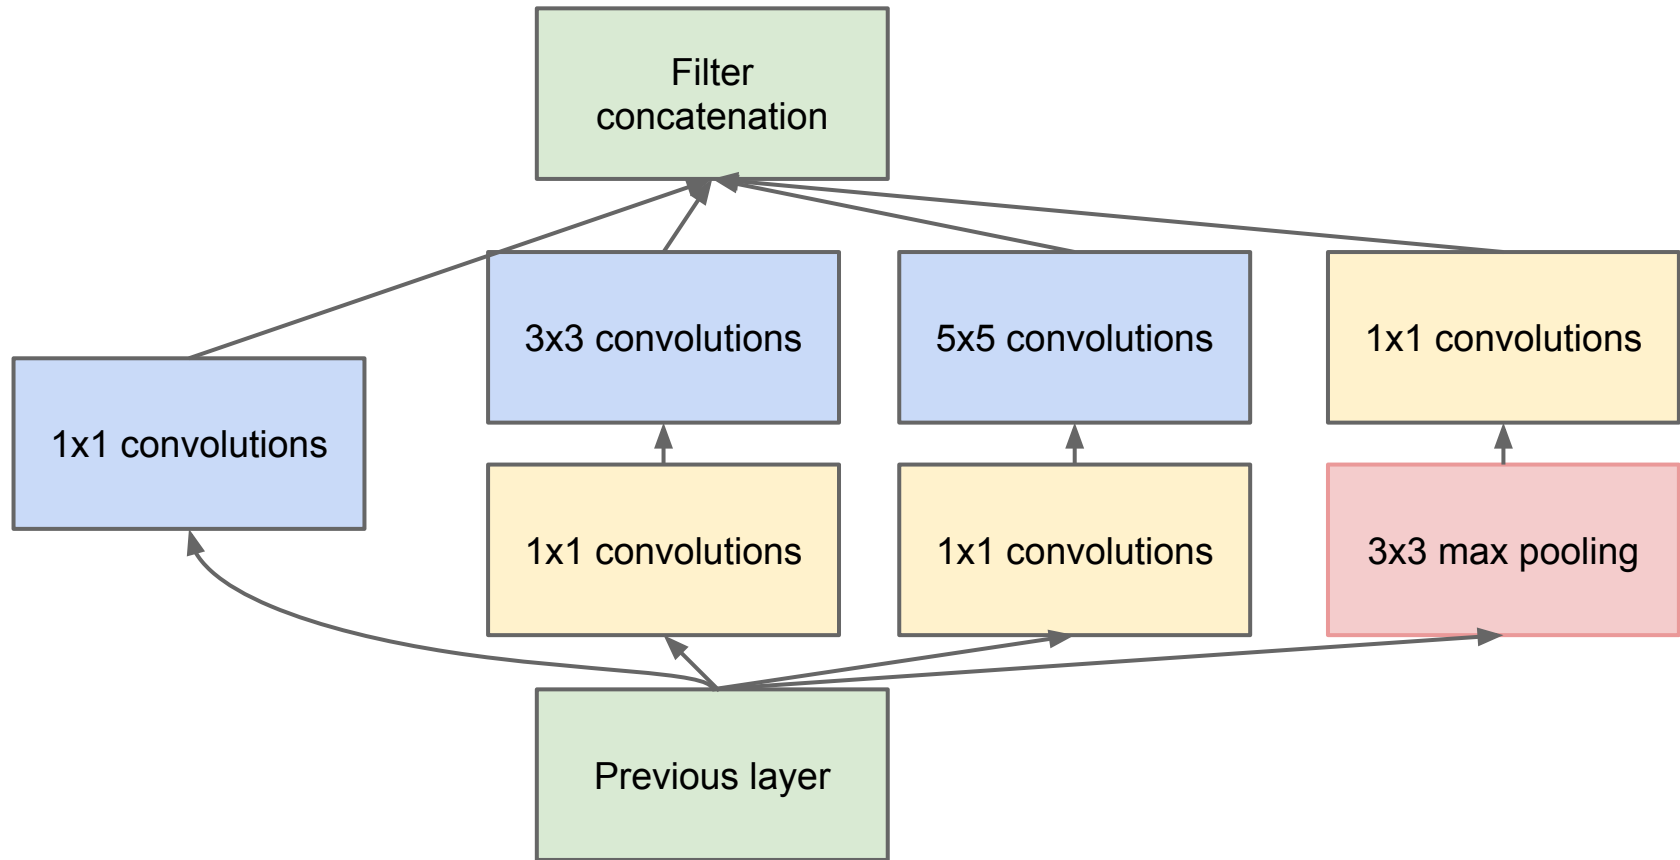 Filter
concatenation
3x3 convolutions
5x5 convolutions
1x1 convolutions
1x1 convolutions
1x1 convolutions
1x1 convolutions
3x3 max pooling
Previous layer